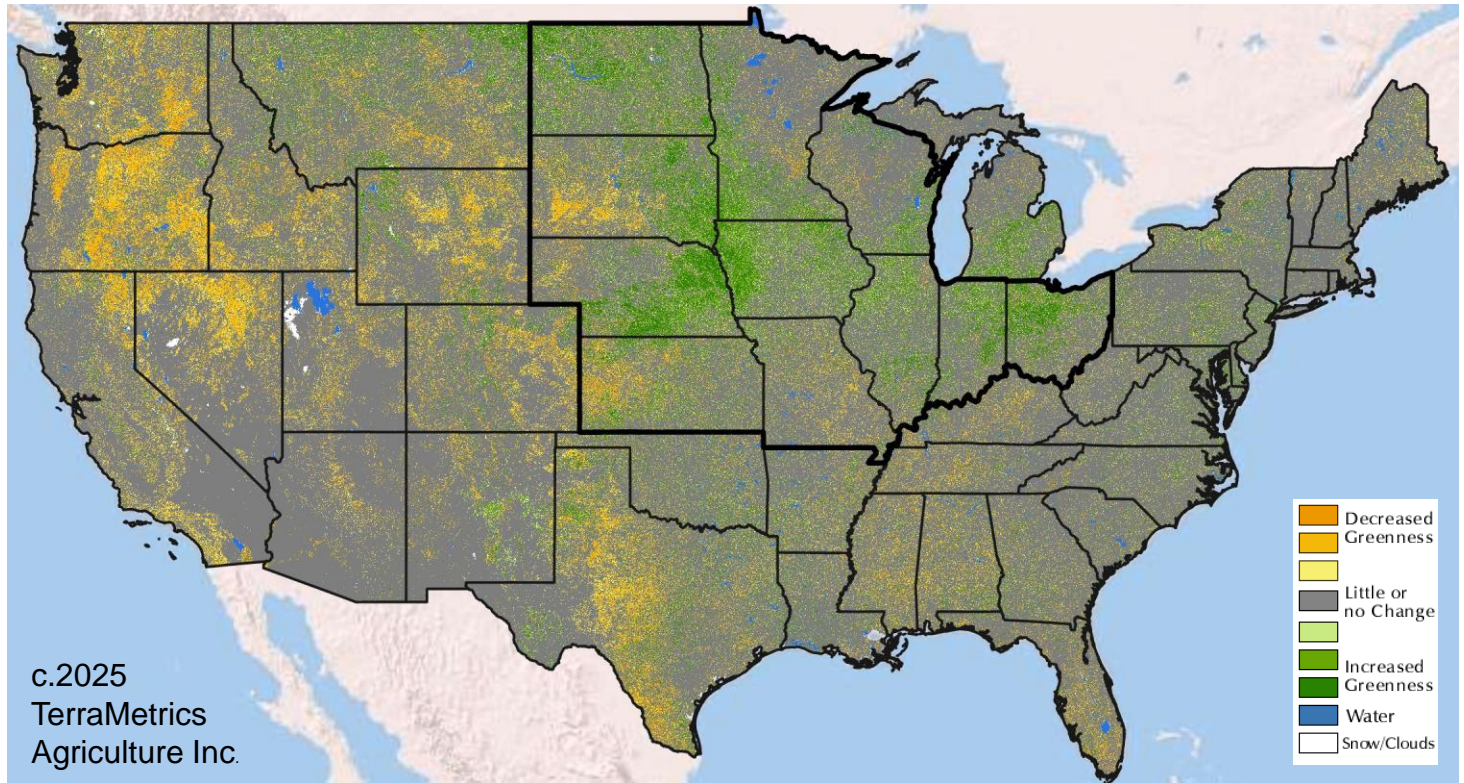 Decreased
Greenness
Little or
no Change
Increased
Greenness
Water
Snow/Clouds
c.2025
TerraMetrics
Agriculture Inc.